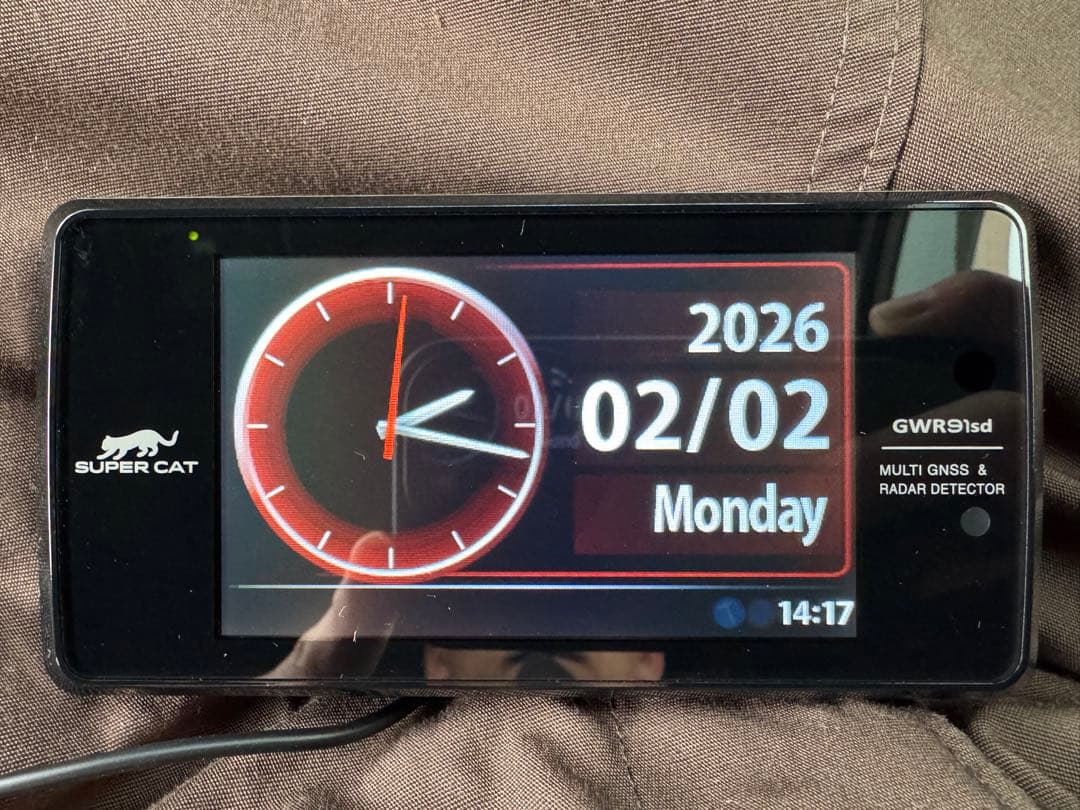 SUPER CAT
2026
02/02
Monday
14:17
GWR91sd
MULTI GNSS &
RADAR DETECTOR